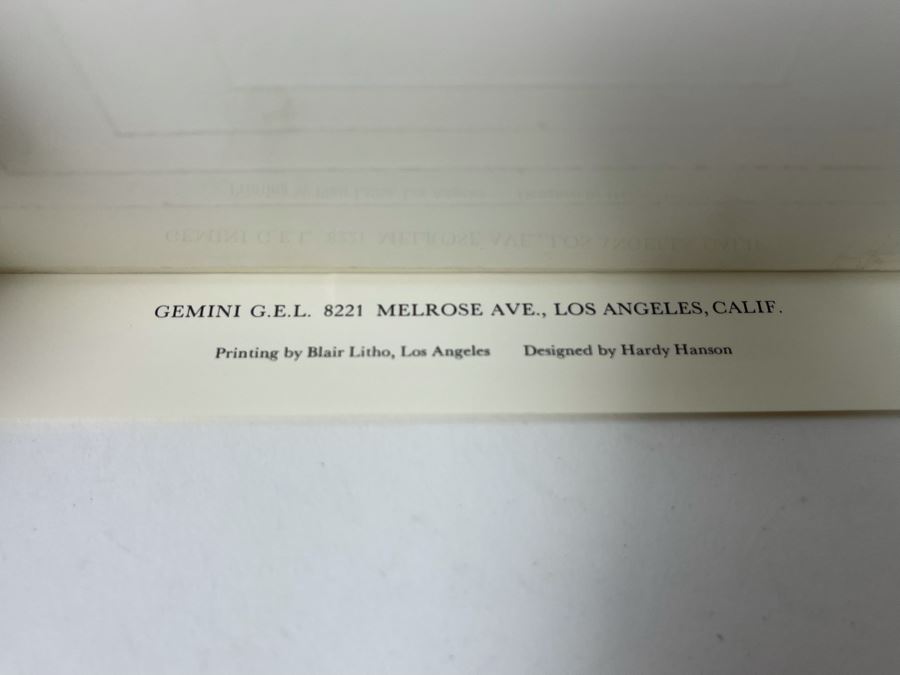 GEMINI G.E.L. 8221 MELROSE AVE., LOS ANGELES, CALIF.
Printing by Blair Litho, Los Angeles Designed by Hardy Hanson